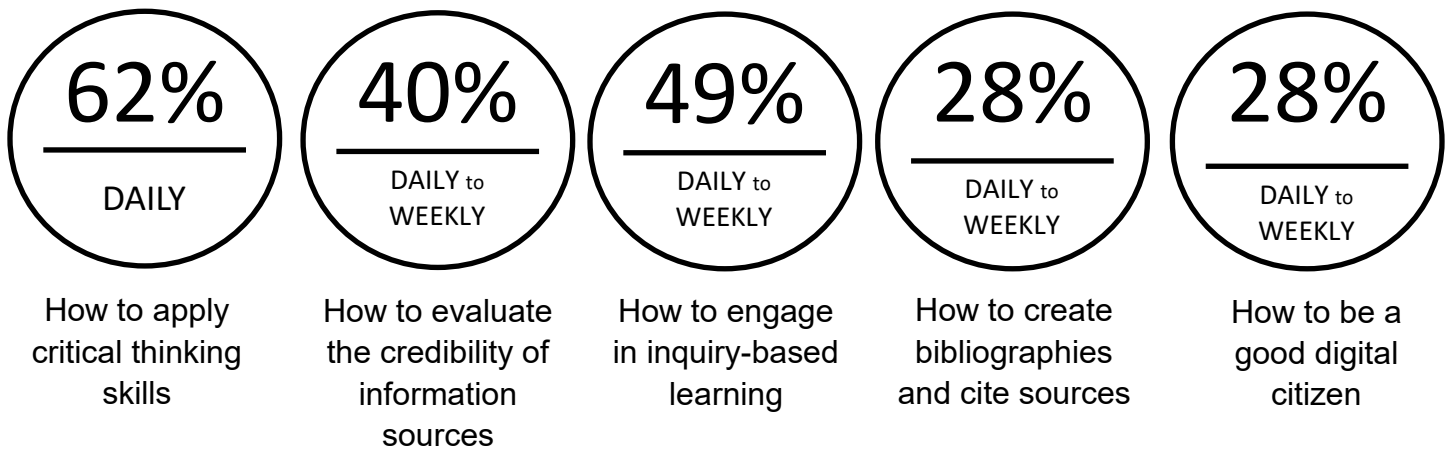 62%
DAILY
How to apply
critical thinking
skills
40%
DAILY to
WEEKLY
How to evaluate
the credibility of
information
sources
49%
DAILY to
WEEKLY
How to engage
in inquiry-based
learning
28%
DAILY to
WEEKLY
How to create
bibliographies
and cite sources
28%
DAILY to
WEEKLY
How to be a
good digital
citizen